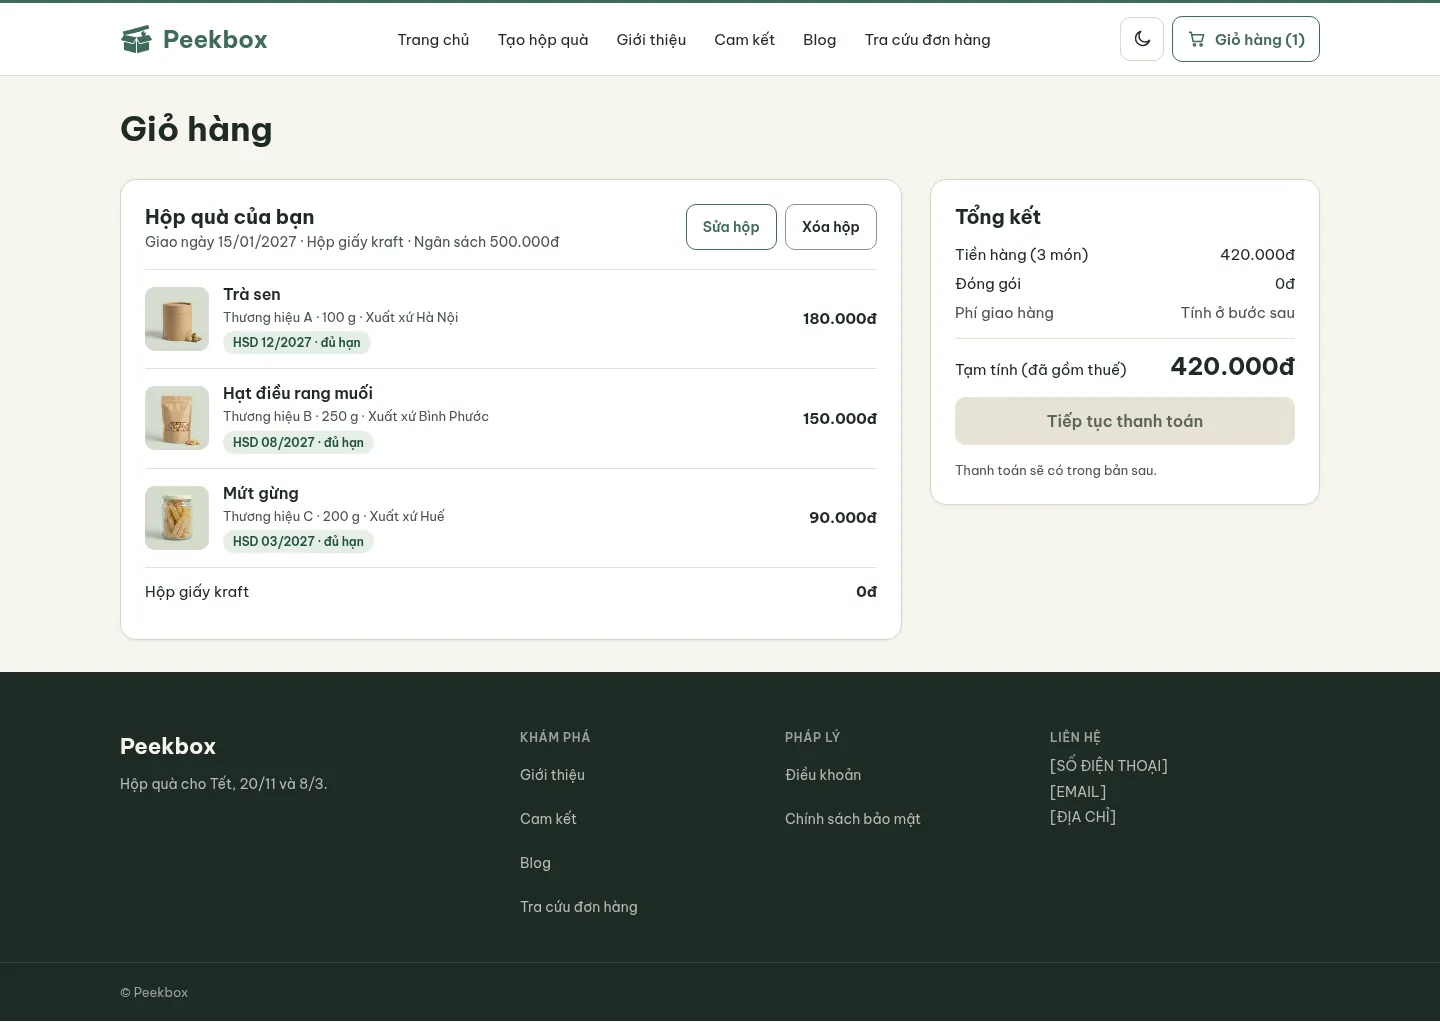 Peekbox
Trang chủ
Tạo hộp quà
Giới thiệu
Cam kết
Blog
Tra cứu đơn hàng
Giỏ hàng (1)
Giỏ hàng
Hộp quà của bạn
Giao ngày 15/01/2027 · Hộp giấy kraft · Ngân sách 500.000đ
Sửa hộp
Xóa hộp
Trà sen
Thương hiệu A · 100 g · Xuất xứ Hà Nội
HSD 12/2027 · đủ hạn
180.000đ
Hạt điều rang muối
Thương hiệu B · 250 g · Xuất xứ Bình Phước
HSD 08/2027 · đủ hạn
150.000đ
Mứt gừng
Thương hiệu C · 200 g · Xuất xứ Huế
HSD 03/2027 · đủ hạn
90.000đ
Hộp giấy kraft
0đ
Tổng kết
Tiền hàng (3 món) 420.000đ
Đóng gói 0đ
Phí giao hàng Tính ở bước sau
Tạm tính (đã gồm thuế) 420.000đ
Tiếp tục thanh toán
Thanh toán sẽ có trong bản sau.
Peekbox
Hộp quà cho Tết, 20/11 và 8/3.
KHÁM PHÁ
Giới thiệu
Cam kết
Blog
Tra cứu đơn hàng
PHÁP LÝ
Điều khoản
Chính sách bảo mật
LIÊN HỆ
[SỐ ĐIỆN THOẠI]
[EMAIL]
[ĐỊA CHỈ]
© Peekbox